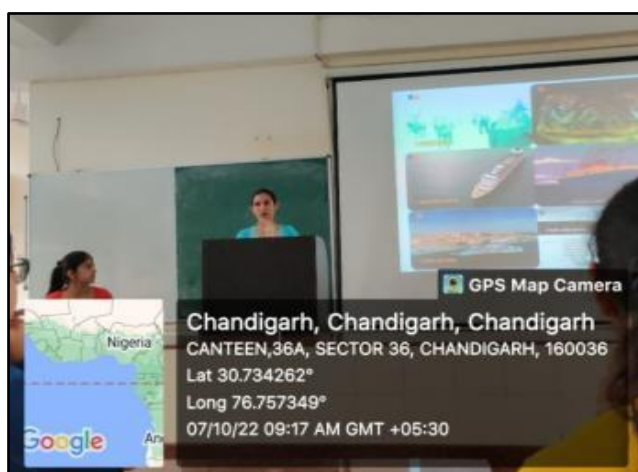 GPS Map Camera
Chandigarh, Chandigarh, Chandigarh
CANTEEN,36A, SECTOR 36, CHANDIGARH, 160036
Lat 30.734262°
Long 76.757349°
07/10/22 09:17 AM GMT +05:30
Nigeria
Google
An